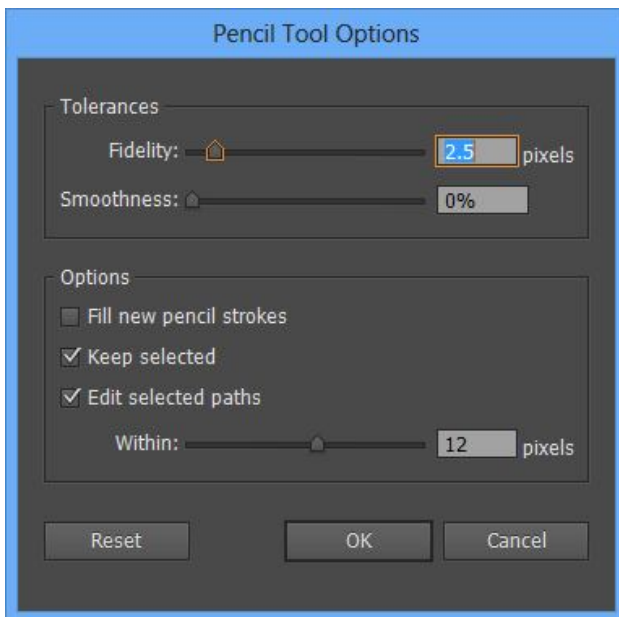 Pencil Tool Options
Tolerances
Fidelity: 2.5 pixels
Smoothness: 0%
Options
Fill new pencil strokes
Keep selected
Edit selected paths
Within: 12 pixels
Reset OK Cancel